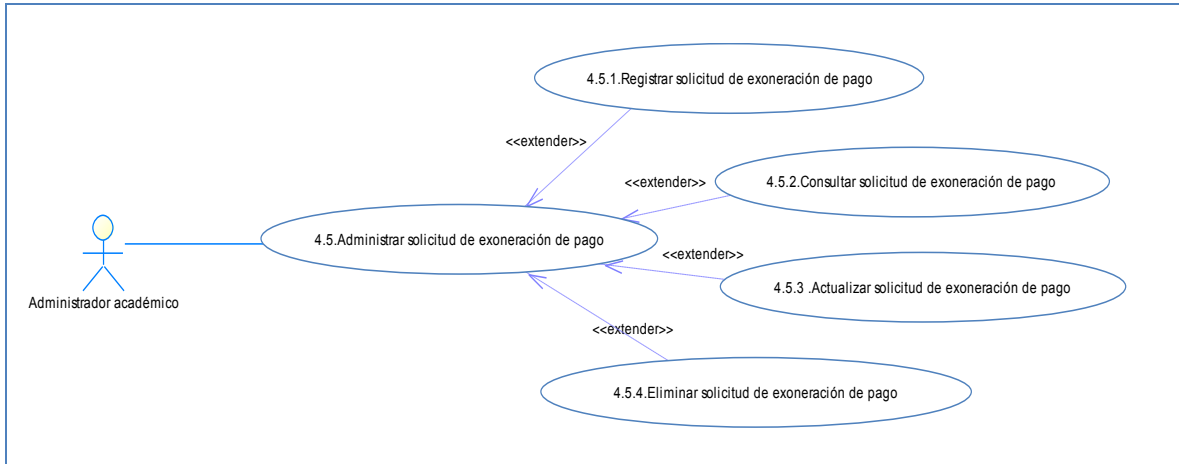 4.5.1.Registrar solicitud de exoneración de pago
<<extender>>
<<extender>>
4.5.2.Consultar solicitud de exoneración de pago
4.5.Administrar solicitud de exoneración de pago
<<extender>>
4.5.3 .Actualizar solicitud de exoneración de pago
Administrador académico
<<extender>>
4.5.4.Eliminar solicitud de exoneración de pago